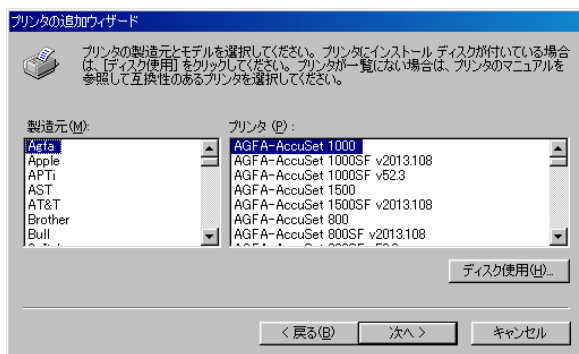 プリンタの追加ウィザード
プリンタの製造元とモデルを選択してください。プリンタにインストール ディスクが付いている場合
は、[ディスク使用] をクリックしてください。プリンタが一覧にない場合は、プリンタのマニュアルを
参照して互換性のあるプリンタを選択してください。
製造元(M):
Agfa
Apple
APTi
AST
AT&T
Brother
Bull
プリンタ (P) :
AGFA-AccuSet 1000
AGFA-AccuSet 1000SF v2013.108
AGFA-AccuSet 1000SF v52.3
AGFA-AccuSet 1500
AGFA-AccuSet 1500SF v2013.108
AGFA-AccuSet 800
AGFA-AccuSet 800SF v2013.108
ディスク使用(H)...
< 戻る(B)
次へ >
キャンセル